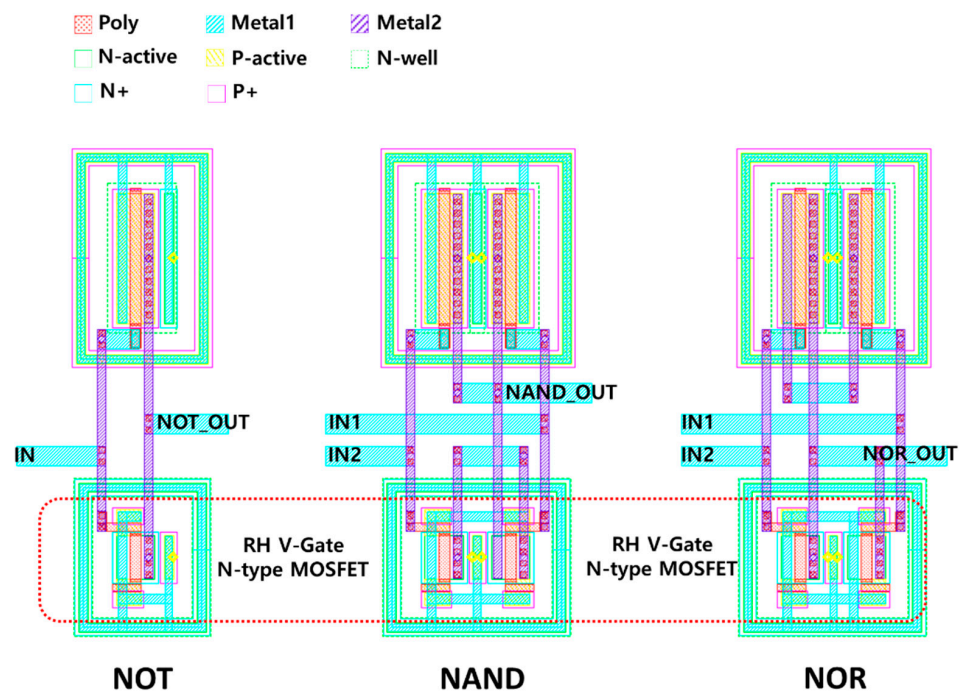 Poly
Metal1
Metal2
N-active
P-active
N-well
N+
P+
NAND_OUT
NOT_OUT
IN1
IN1
IN
IN2
IN2
NOR_OUT
RH V-Gate
N-type MOSFET
RH V-Gate
N-type MOSFET
NOT
NAND
NOR